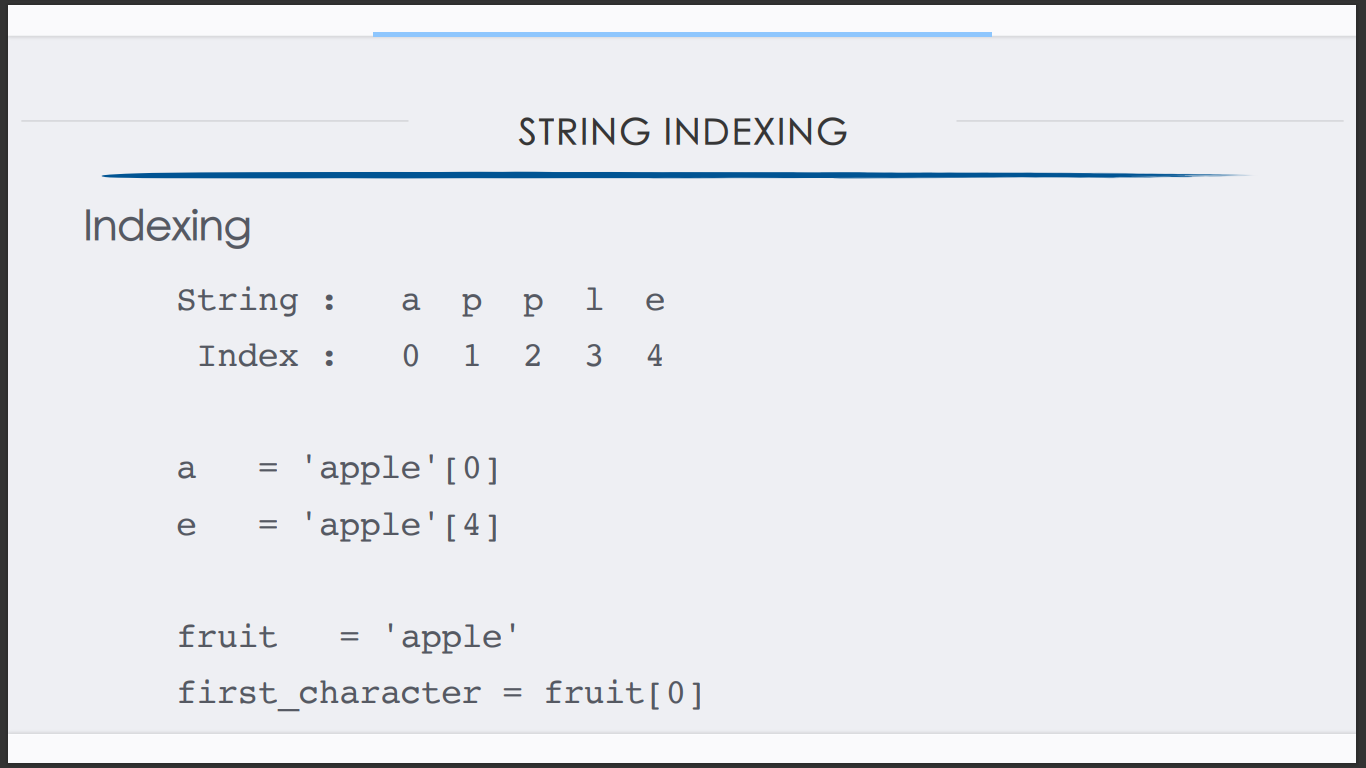 STRING INDEXING
Indexing
String :   a  p  p  l  e
 Index :   0  1  2  3  4
a   = 'apple'[0]
e   = 'apple'[4]
fruit   = 'apple'
first_character = fruit[0]